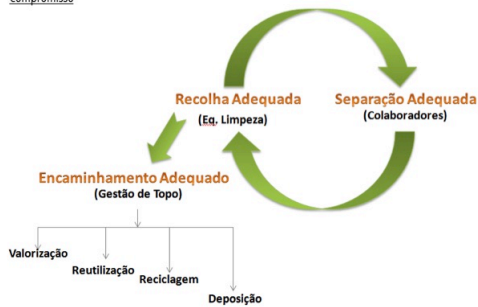 Compromisso
Recolha Adequada
(Eq. Limpeza)
Separação Adequada
(Colaboradores)
Encaminhamento Adequado
(Gestão de Topo)
Valorização
Reutilização
Reciclagem
Deposição